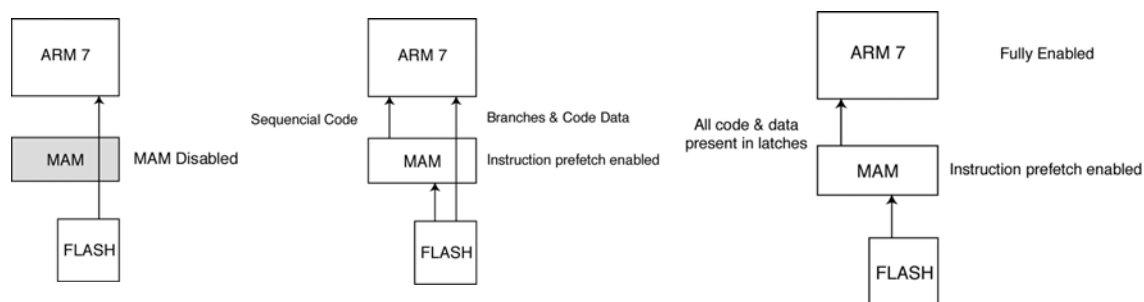 ARM 7
MAM
MAM Disabled
FLASH
ARM 7
Sequencial Code
Branches & Code Data
MAM
Instruction prefetch enabled
FLASH
ARM 7
Fully Enabled
All code & data
present in latches
MAM
Instruction prefetch enabled
FLASH